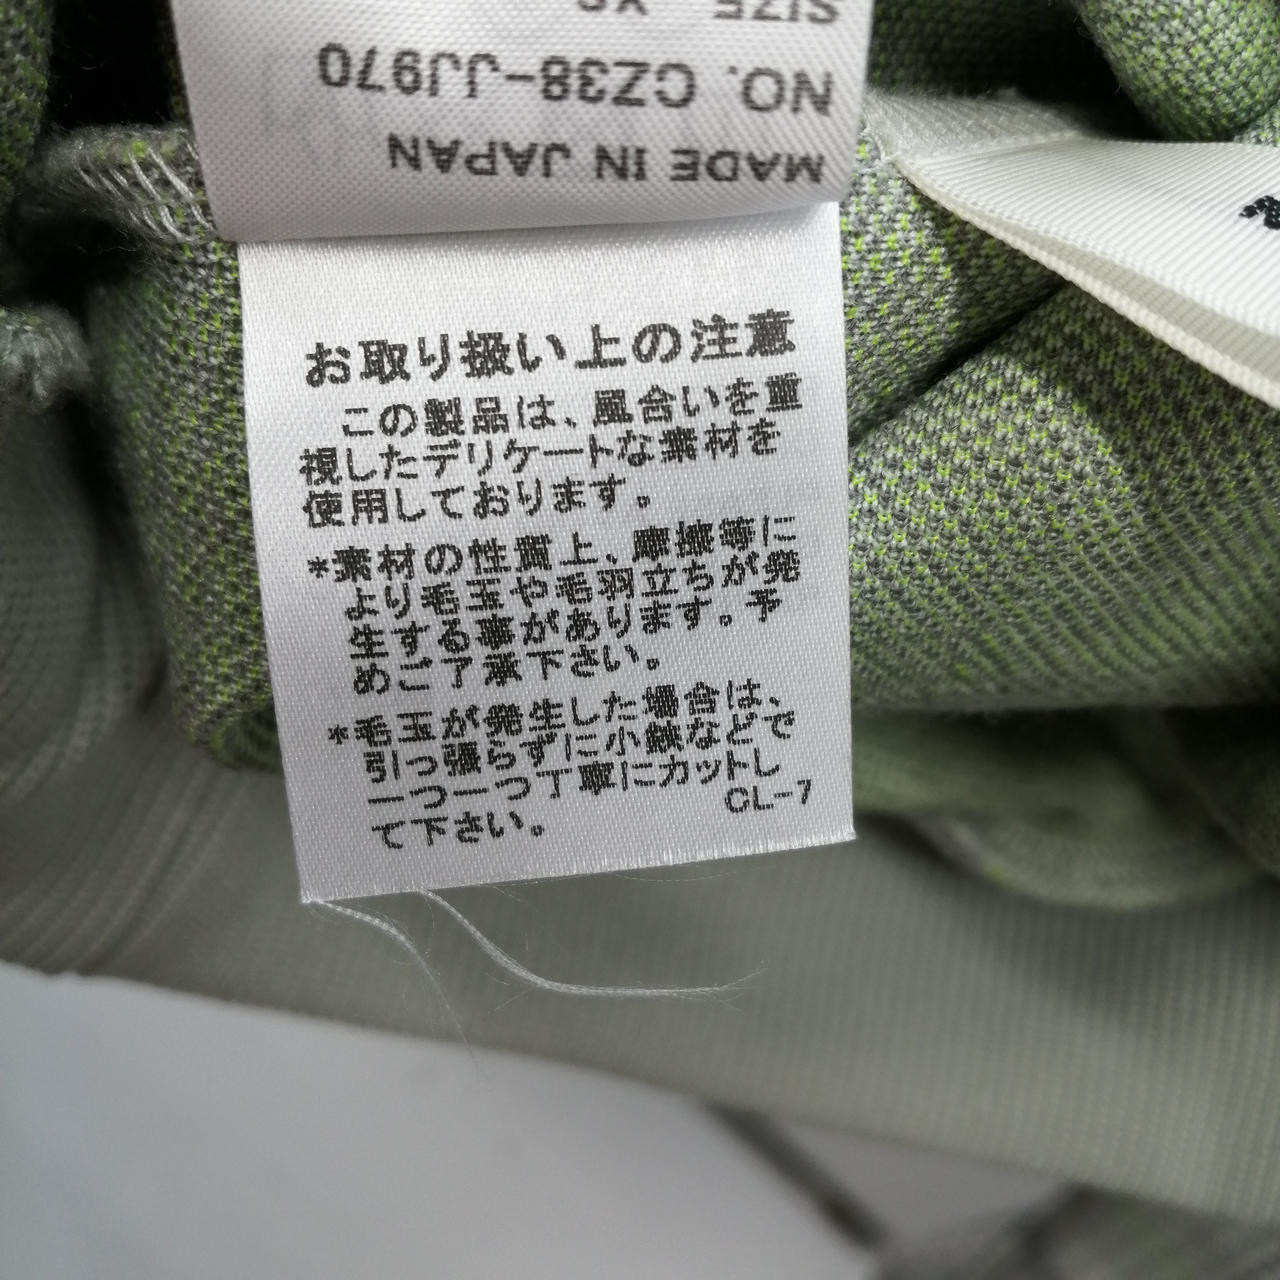 SIZE XS
NO. CZ38-JJ970
MADE IN JAPAN
お取り扱い上の注意
この製品は、風合いを重
視したデリケートな素材を
使用しております。
*素材の性質上、摩擦等に
より毛玉や毛羽立ちが発
生する事があります。予
めご了承下さい。
*毛玉が発生した場合は、
引っ張らずに小鋏などで
一つ一つ丁寧にカットし
て下さい。
CL-7